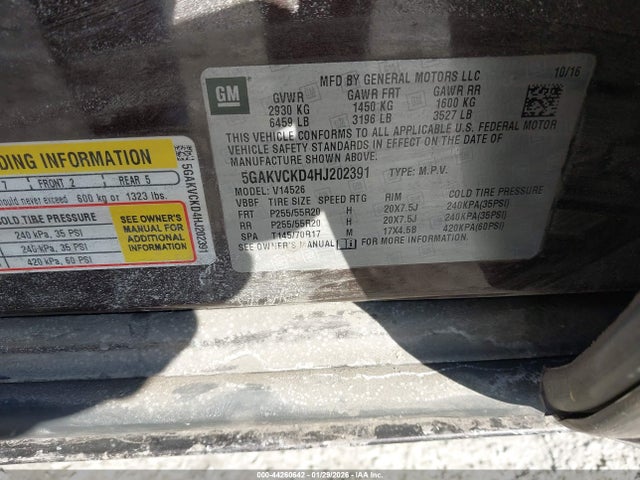 DING INFORMATION
7 FRONT 2 REAR 5
hould never exceed 600 kg or 1323 lbs.
COLD TIRE PRESSURE
240 kPa, 35 PSI
240 kPa, 35 PSI
420 kPa, 60 PSI
SEE OWNER'S
MANUAL FOR
ADDITIONAL
INFORMATION
5GAKVCKD4HJ202391
GM
MFD BY GENERAL MOTORS LLC 10/16
GVWR GAWR FRT GAWR RR
2930 KG 1450 KG 1600 KG
6459 LB 3196 LB 3527 LB
THIS VEHICLE CONFORMS TO ALL APPLICABLE U.S. FEDERAL MOTOR
VEHICLE SAFETY STANDARDS IN EFFECT ON THE DATE OF
MANUFACTURE SHOWN ABOVE.
5GAKVCKD4HJ202391 TYPE: M.P.V.
MODEL: V14526
VBBF TIRE SIZE SPEED RTG RIM COLD TIRE PRESSURE
FRT P255/55R20 H 20X7.5J 240KPA(35PSI)
RR P255/55R20 H 20X7.5J 240KPA(35PSI)
SPA T145/70R17 M 17X4.5B 420KPA(60PSI)
SEE OWNER'S MANUAL FOR MORE INFORMATION.
000-44260642 - 01/29/2026 - IAAI.COM